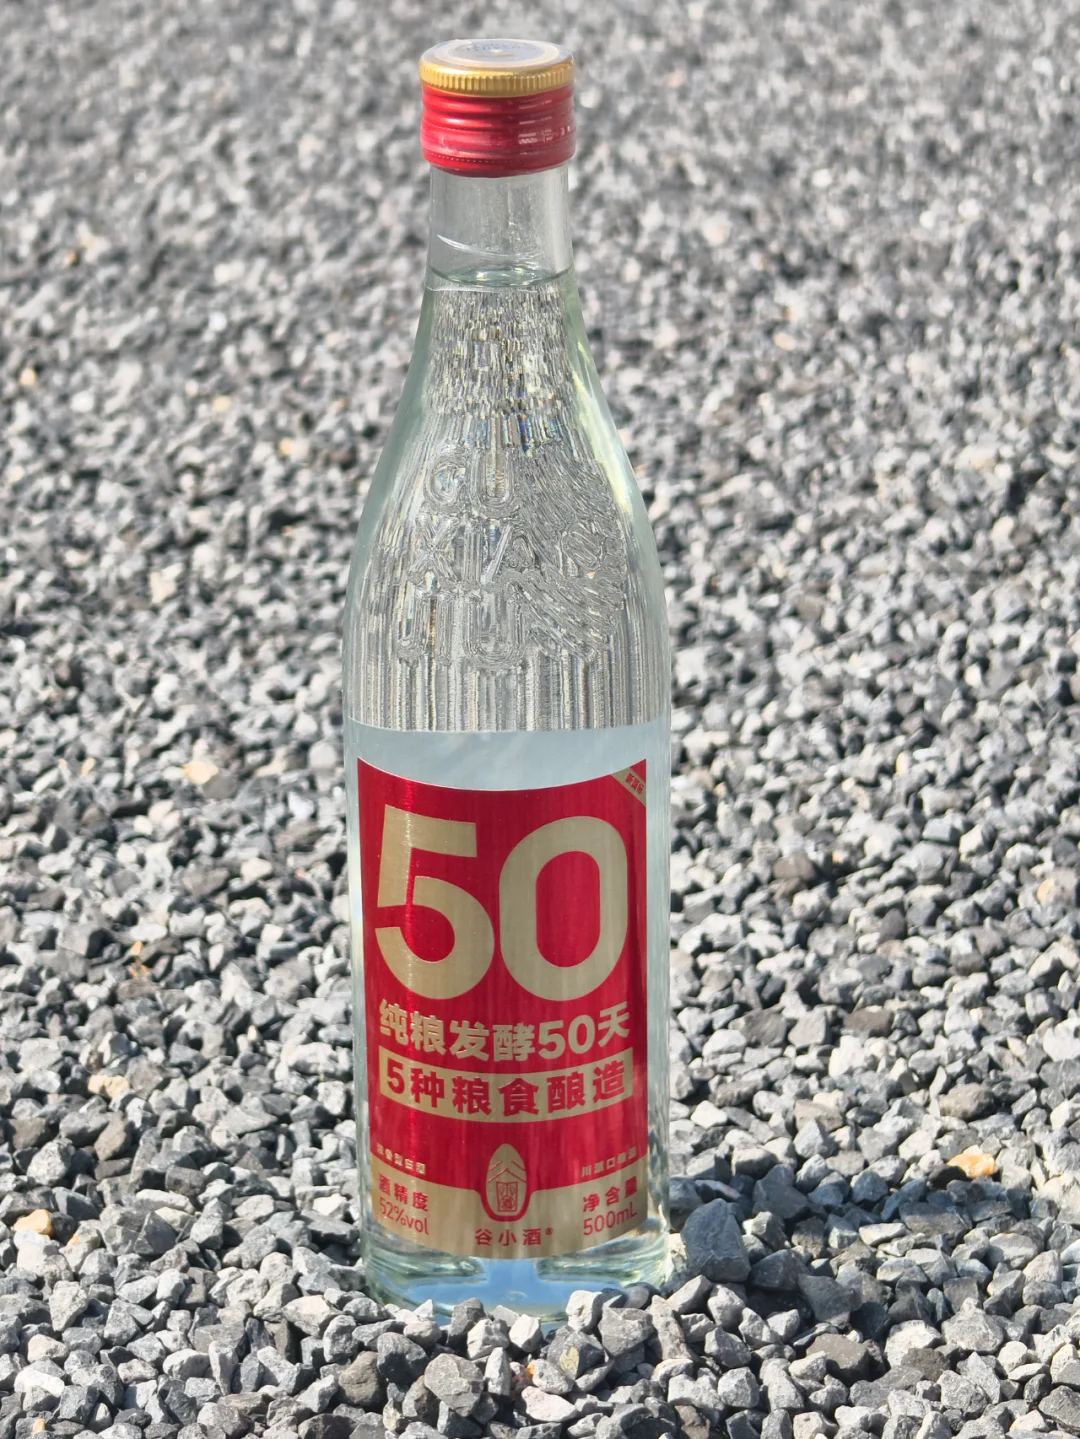 GU
XIAO
JIU
50
纯粮发酵50天
5种粮食酿造
酒精度
52%vol
谷小酒®
净含量
500mL